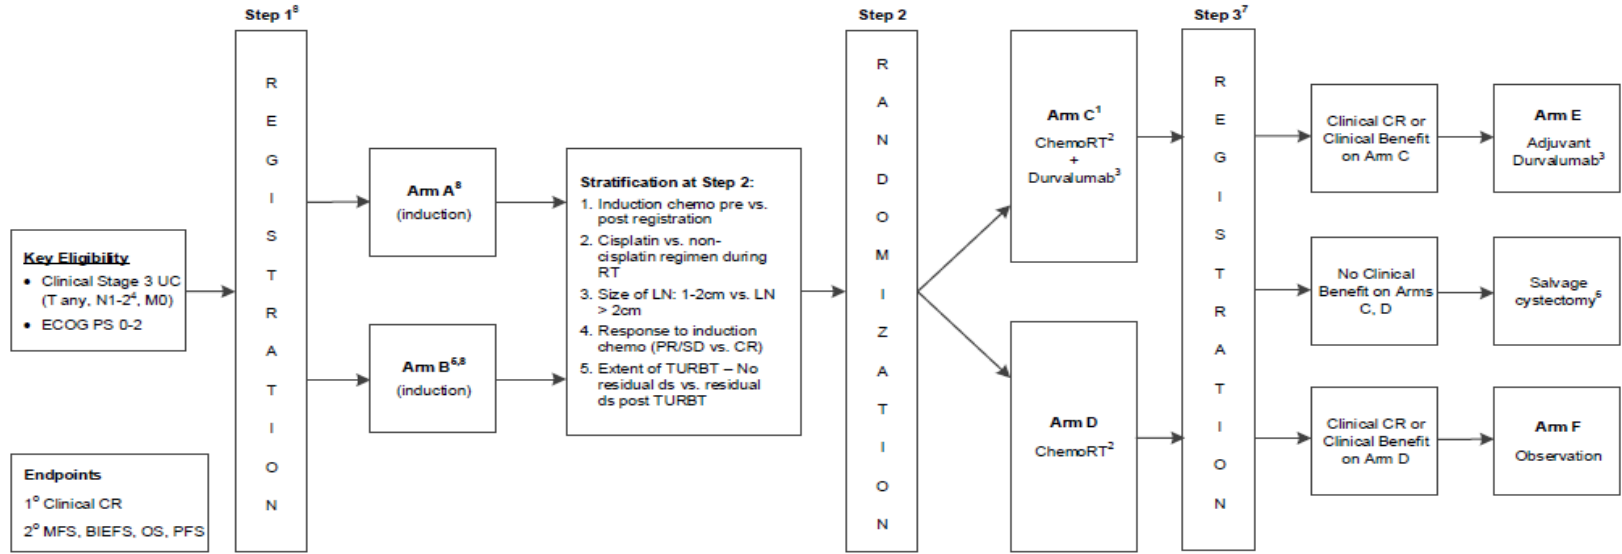 Step 1⁸
Step 2
Step 3⁷
Key Eligibility
• Clinical Stage 3 UC
(T any, N1-2⁴, M0)
• ECOG PS 0-2
Endpoints
1° Clinical CR
2° MFS, BIEFS, OS, PFS
R
E
G
I
S
T
R
A
T
I
O
N
Arm A⁸
(induction)
Arm B⁵,⁸
(induction)
Stratification at Step 2:
1. Induction chemo pre vs.
post registration
2. Cisplatin vs. non-
cisplatin regimen during
RT
3. Size of LN: 1-2cm vs. LN
> 2cm
4. Response to induction
chemo (PR/SD vs. CR)
5. Extent of TURBT – No
residual ds vs. residual
ds post TURBT
R
A
N
D
O
M
I
Z
A
T
I
O
N
Arm C¹
ChemoRT²
+
Durvalumab³
Arm D
ChemoRT²
R
E
G
I
S
T
R
A
T
I
O
N
Clinical CR or
Clinical Benefit
on Arm C
Arm E
Adjuvant
Durvalumab³
No Clinical
Benefit on Arms
C, D
Salvage
cystectomy⁶
Clinical CR or
Clinical Benefit
on Arm D
Arm F
Observation